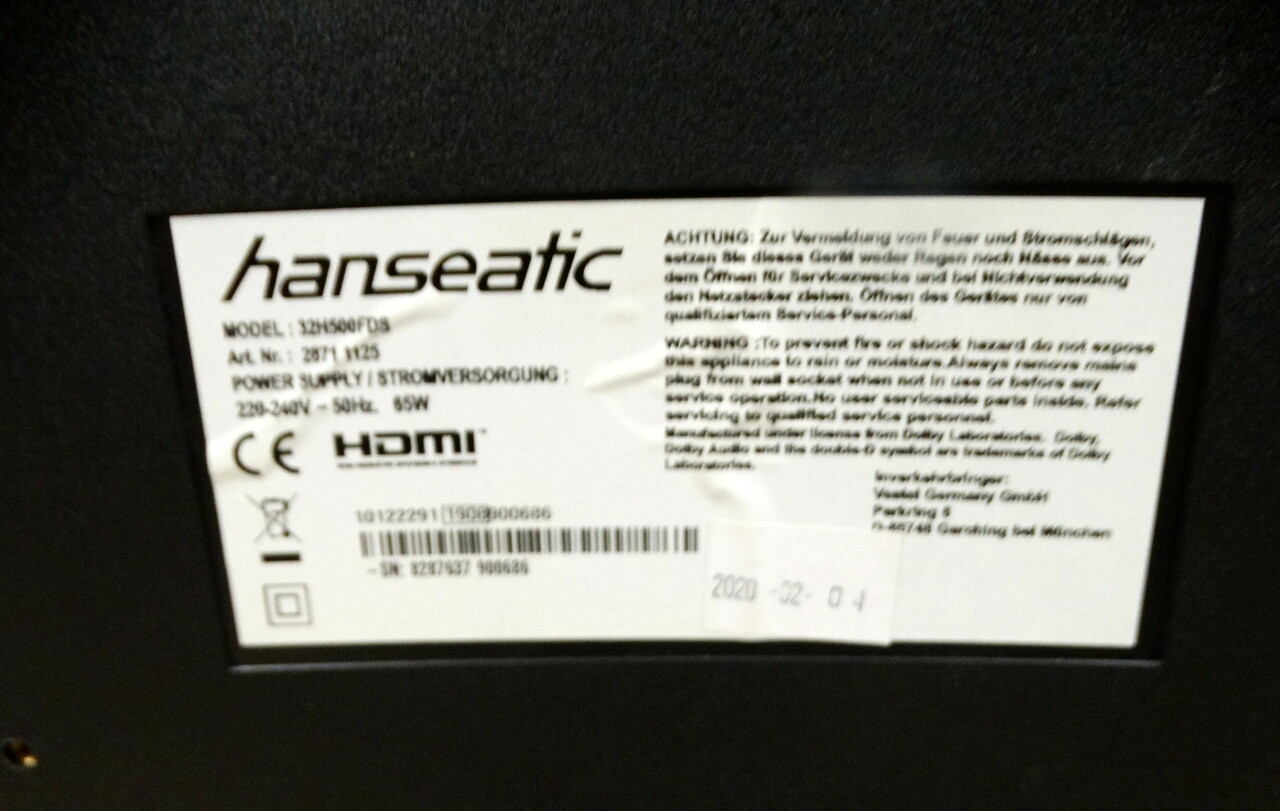 hanseatic
MODEL : 32H500FDS
Art. Nr. : 2871 1125
POWER SUPPLY / STROMVERSORGUNG :
220-240V ~ 50Hz. 65W
CE HDMI
10122291 1908 900686
-SN: 8287637 900686
ACHTUNG: Zur Vermeidung von Feuer und Stromschlägen,
setzen Sie dieses Gerät weder Regen noch Nässe aus. Vor
dem Öffnen für Servicezwecke und bei Nichtverwendung
den Netzstecker ziehen. Öffnen des Gerätes nur von
qualifiziertem Service-Personal.
WARNING :To prevent fire or shock hazard do not expose
this appliance to rain or moisture.Always remove mains
plug from wall socket when not in use or before any
service operation.No user serviceable parts inside. Refer
servicing to qualified service personnel.
Manufactured under license from Dolby Laboratories. Dolby,
Dolby Audio and the double-D symbol are trademarks of Dolby
Laboratories.
Inverkehrbringer:
Vestel Germany GmbH
Parkring 6
D-85748 Garching bei München
2020 -02- 04